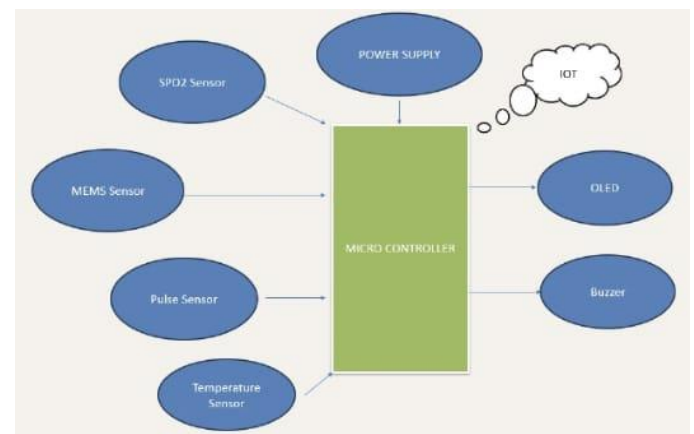 POWER SUPPLY
SPO2 Sensor
IOT
MEMS Sensor
OLED
MICRO CONTROLLER
Pulse Sensor
Buzzer
Temperature
Sensor